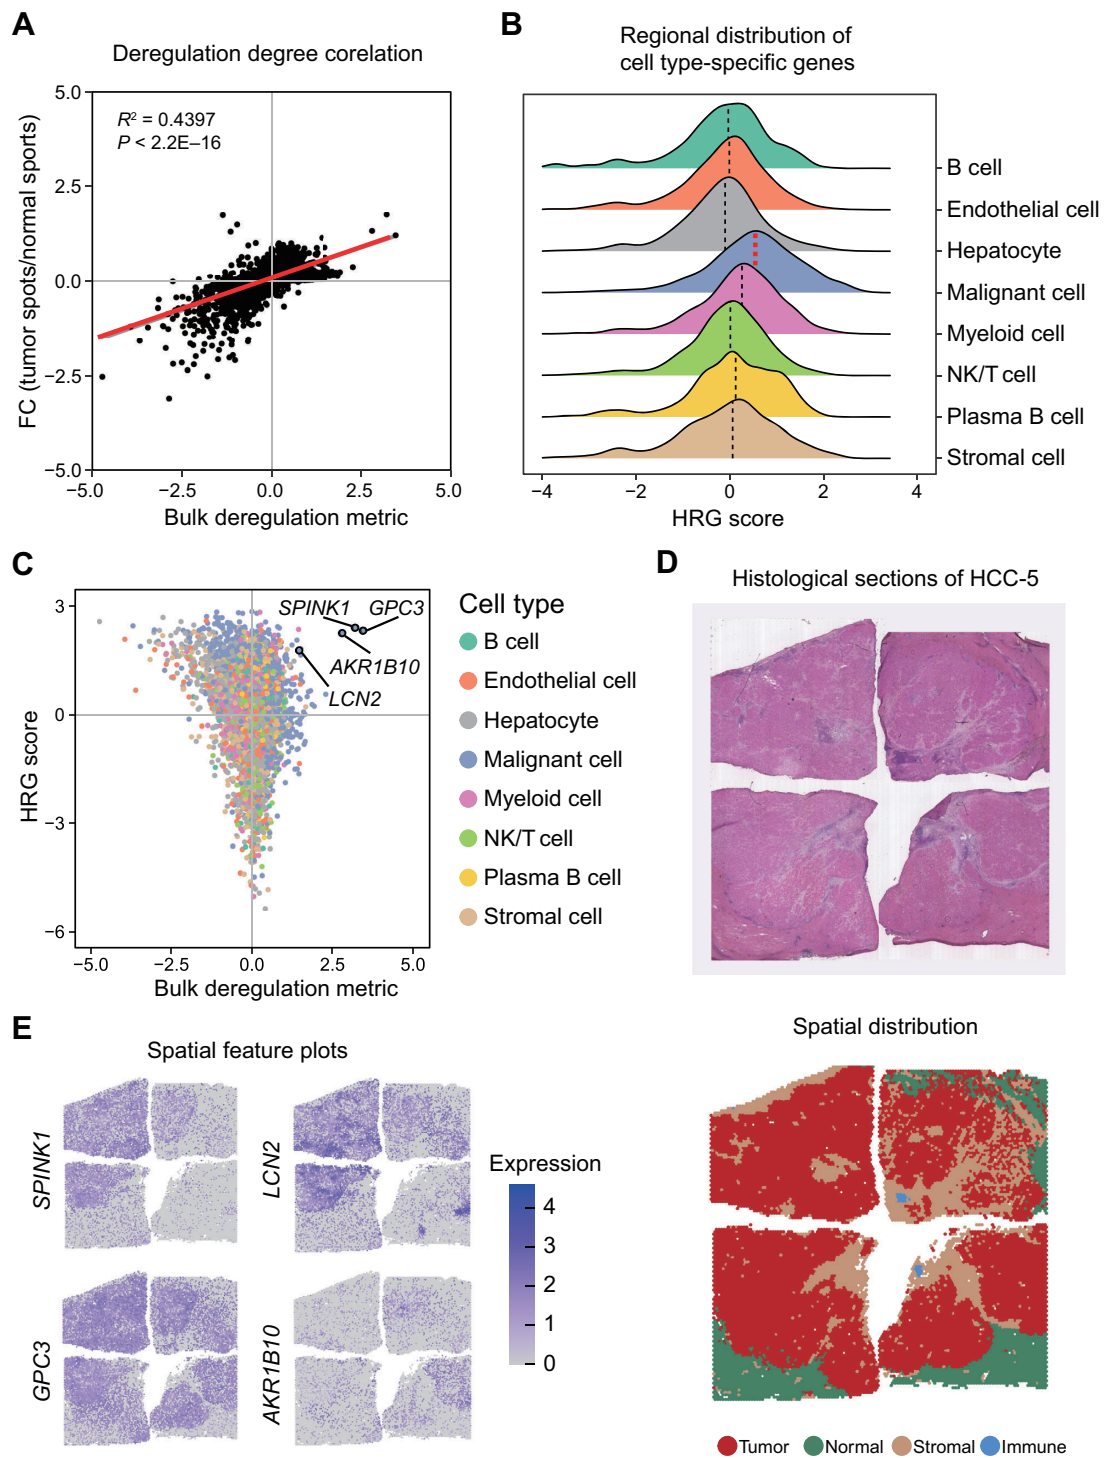 A
Deregulation degree corelation
5.0
2.5
0.0
−2.5
−5.0
−5.0
−2.5
0.0
2.5
5.0
R² = 0.4397
P < 2.2E–16
FC (tumor spots/normal sports)
Bulk deregulation metric
B
Regional distribution of
cell type-specific genes
B cell
Endothelial cell
Hepatocyte
Malignant cell
Myeloid cell
NK/T cell
Plasma B cell
Stromal cell
−4
−2
0
2
4
HRG score
C
3
0
−3
−6
−5.0
−2.5
0.0
2.5
5.0
SPINK1
GPC3
AKR1B10
LCN2
HRG score
Bulk deregulation metric
Cell type
B cell
Endothelial cell
Hepatocyte
Malignant cell
Myeloid cell
NK/T cell
Plasma B cell
Stromal cell
D
Histological sections of HCC-5
Spatial distribution
Tumor
Normal
Stromal
Immune
E
Spatial feature plots
SPINK1
LCN2
GPC3
AKR1B10
Expression
4
3
2
1
0